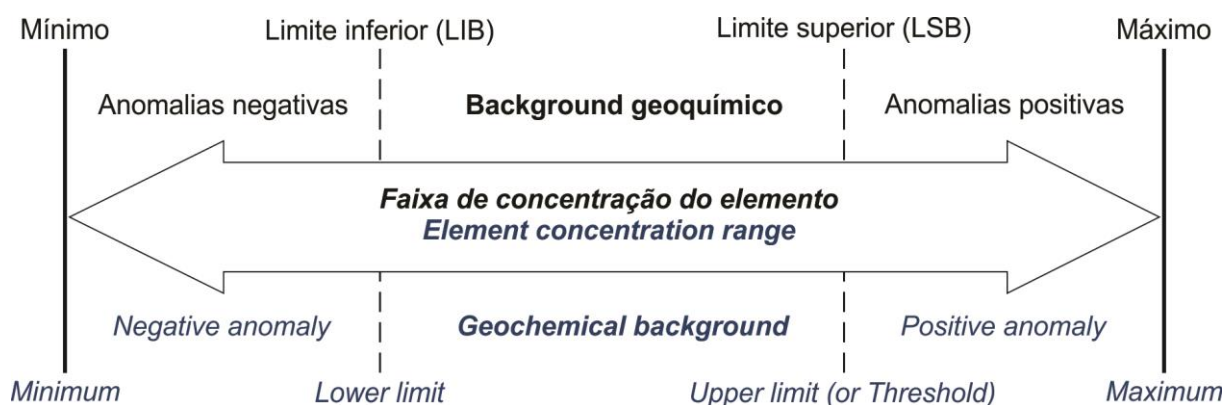 Mínimo Limite inferior (LIB) Limite superior (LSB) Máximo
Anomalias negativas Background geoquímico Anomalias positivas
Faixa de concentração do elemento
Element concentration range
Negative anomaly Geochemical background Positive anomaly
Minimum Lower limit Upper limit (or Threshold) Maximum